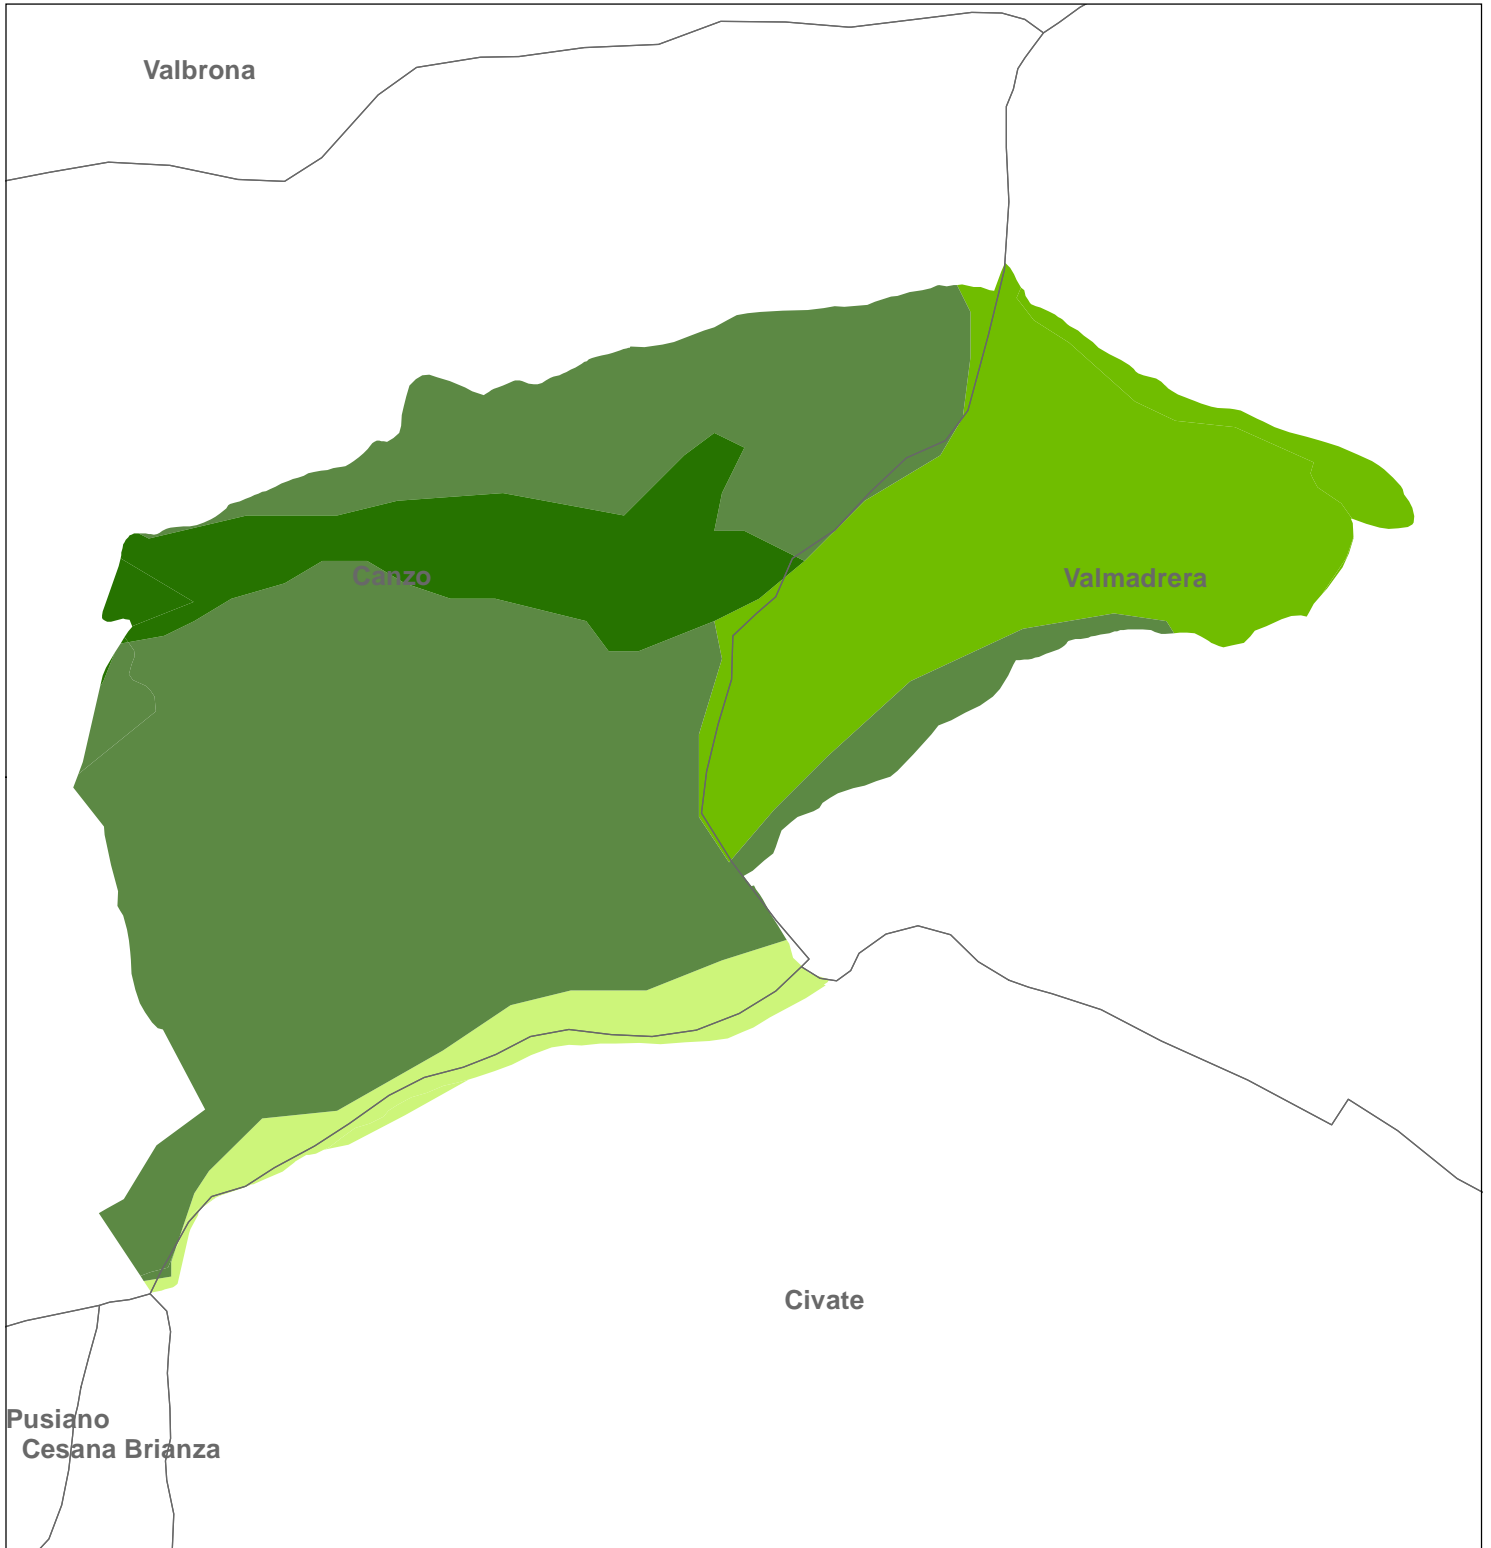 Valbrona
Canzo
Valmadrera
Civate
Pusiano
Cesana Brianza